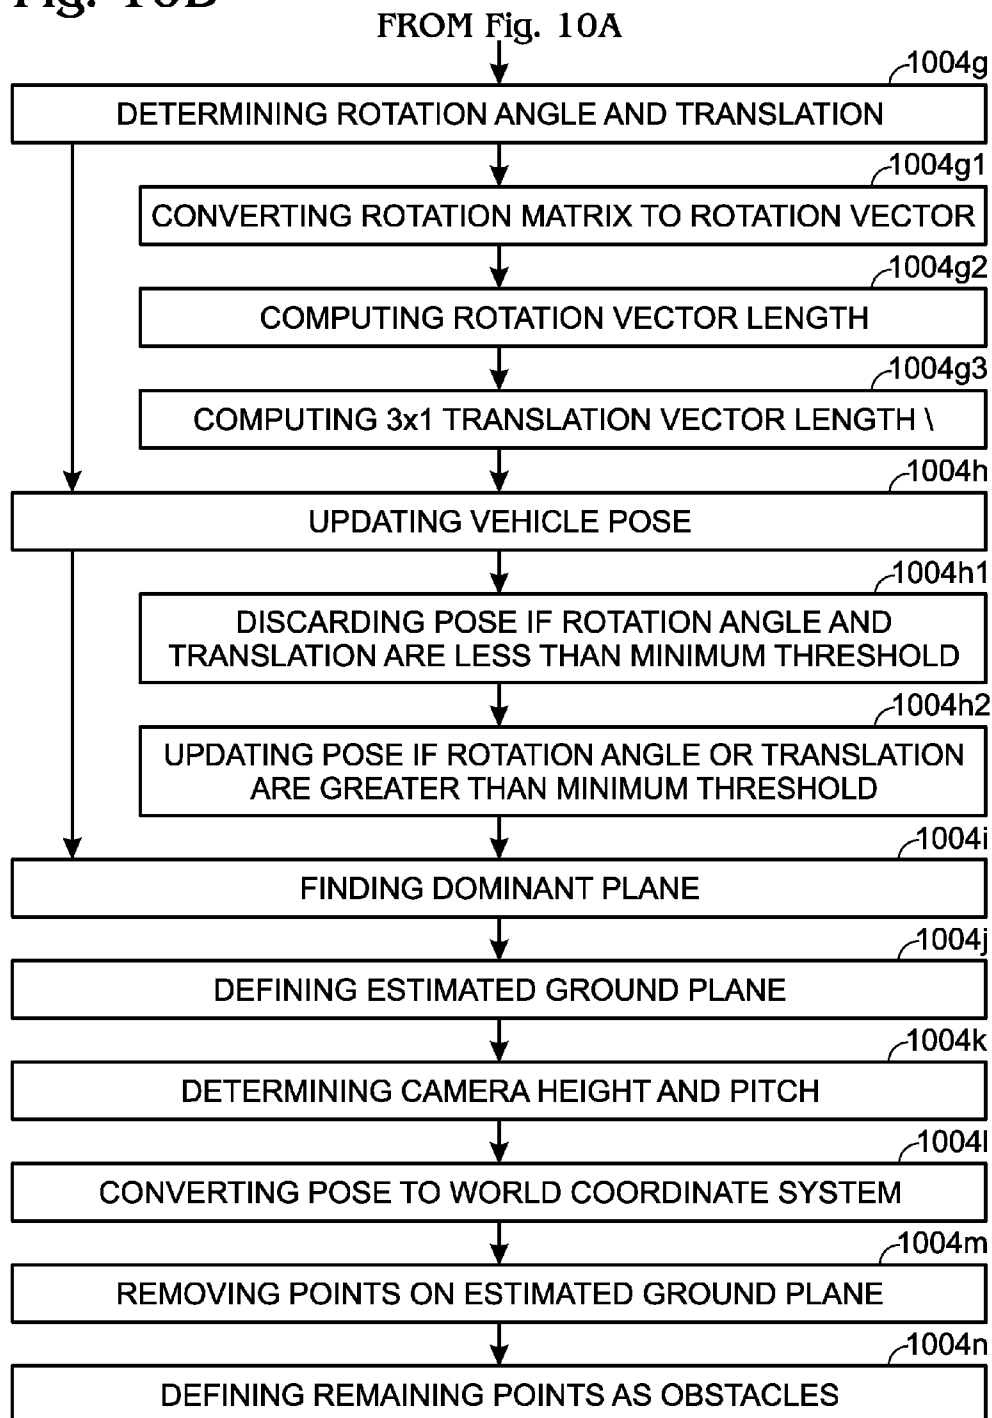 Fig. 10B
FROM Fig. 10A
1004g
DETERMINING ROTATION ANGLE AND TRANSLATION
1004g1
CONVERTING ROTATION MATRIX TO ROTATION VECTOR
1004g2
COMPUTING ROTATION VECTOR LENGTH
1004g3
COMPUTING 3x1 TRANSLATION VECTOR LENGTH \
1004h
UPDATING VEHICLE POSE
1004h1
DISCARDING POSE IF ROTATION ANGLE AND
TRANSLATION ARE LESS THAN MINIMUM THRESHOLD
1004h2
UPDATING POSE IF ROTATION ANGLE OR TRANSLATION
ARE GREATER THAN MINIMUM THRESHOLD
1004i
FINDING DOMINANT PLANE
1004j
DEFINING ESTIMATED GROUND PLANE
1004k
DETERMINING CAMERA HEIGHT AND PITCH
1004l
CONVERTING POSE TO WORLD COORDINATE SYSTEM
1004m
REMOVING POINTS ON ESTIMATED GROUND PLANE
1004n
DEFINING REMAINING POINTS AS OBSTACLES